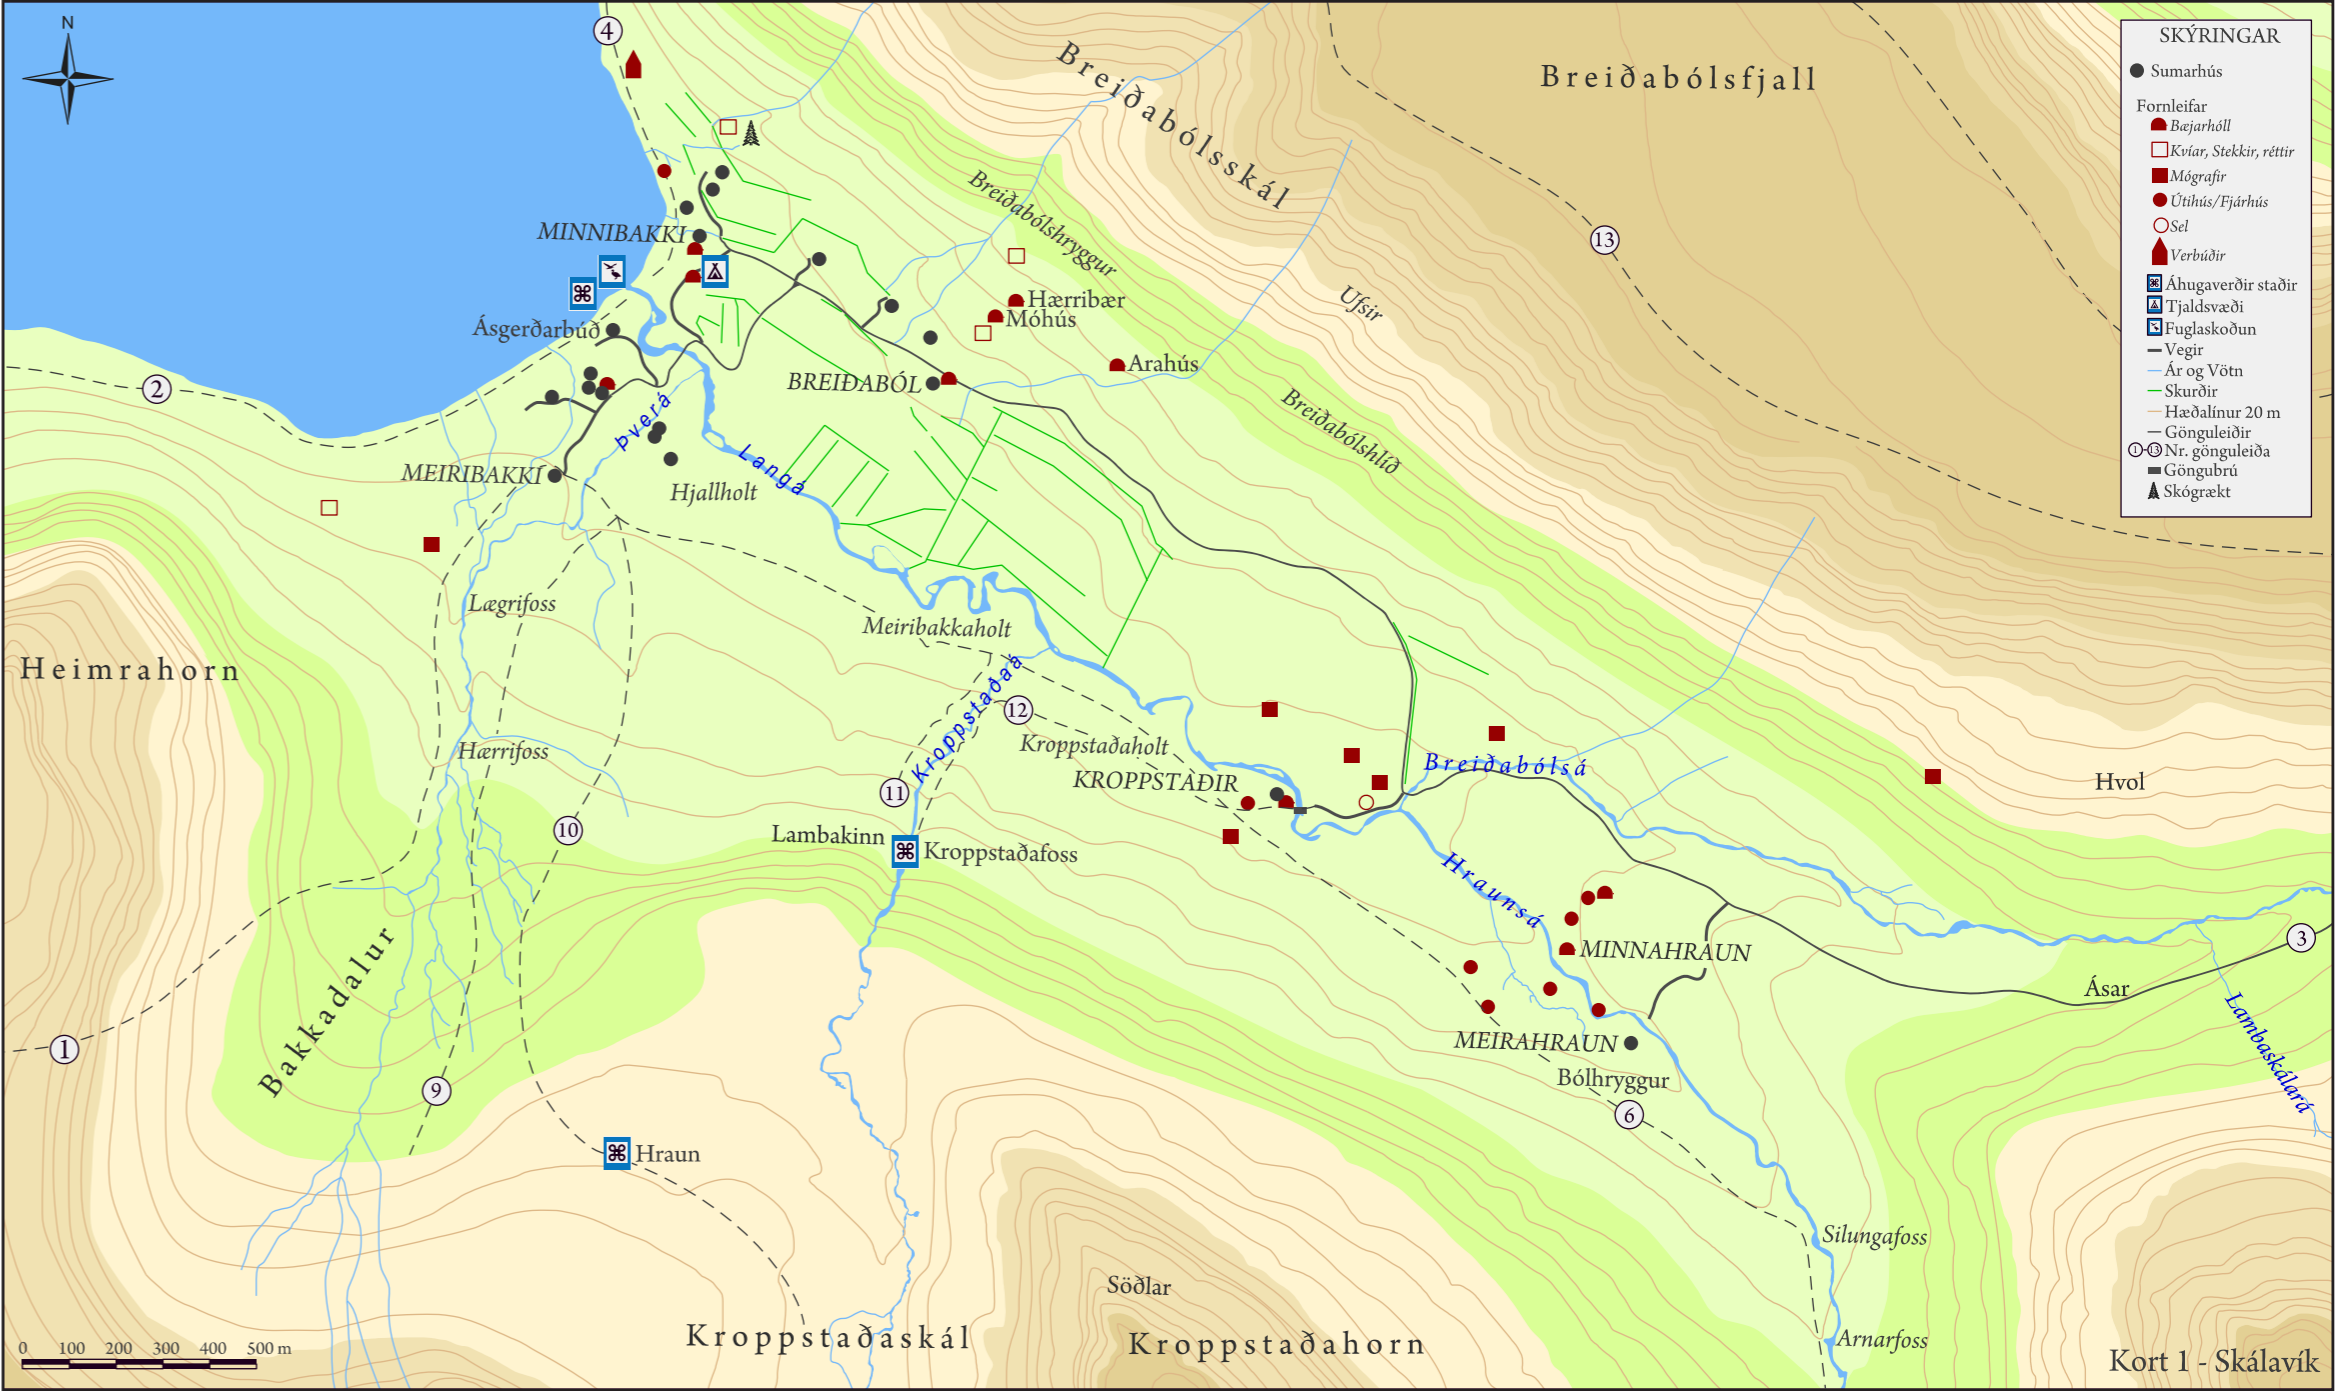 N
4
Breiðabólsskál
Breiðabólsfjall
SKÝRINGAR
Sumarhús
Fornleifar
Bæjarhóll
Kvíar, Stekkir, réttir
Mógrafir
Útihús/Fjárhús
Sel
Verbúðir
Áhugaverðir staðir
Tjaldsvæði
Fuglaskoðun
Vegir
Ár og Vötn
Skurðir
Hæðalínur 20 m
Gönguleiðir
1-13 Nr. gönguleiða
Göngubrú
Skógrækt
Breiðabólshryggur
MINNIBAKKI
13
Hærribær
Móhús
Ufsir
Ásgerðarbúð
Arahús
BREIÐABÓL
2
Þverá
Breiðabólshlíð
Langá
MEIRIBAKKI
Hjallholt
Lægrifoss
Meiribakkaholt
Heimrahorn
Kroppstaðaá
12
Hærrifoss
Kroppstaðaholt
KROPPSTAÐIR
Breiðabólsá
Hvol
11
10
Lambakinn
Kroppstaðafoss
Hraunsá
Bakkadalur
MINNAHRAUN
3
Ásar
Lambaskálará
1
MEIRAHRAUN
Bólhryggur
9
6
Hraun
Silungafoss
Söðlar
Kroppstaðaskál
Kroppstaðahorn
Arnarfoss
0 100 200 300 400 500 m
Kort 1 - Skálavík